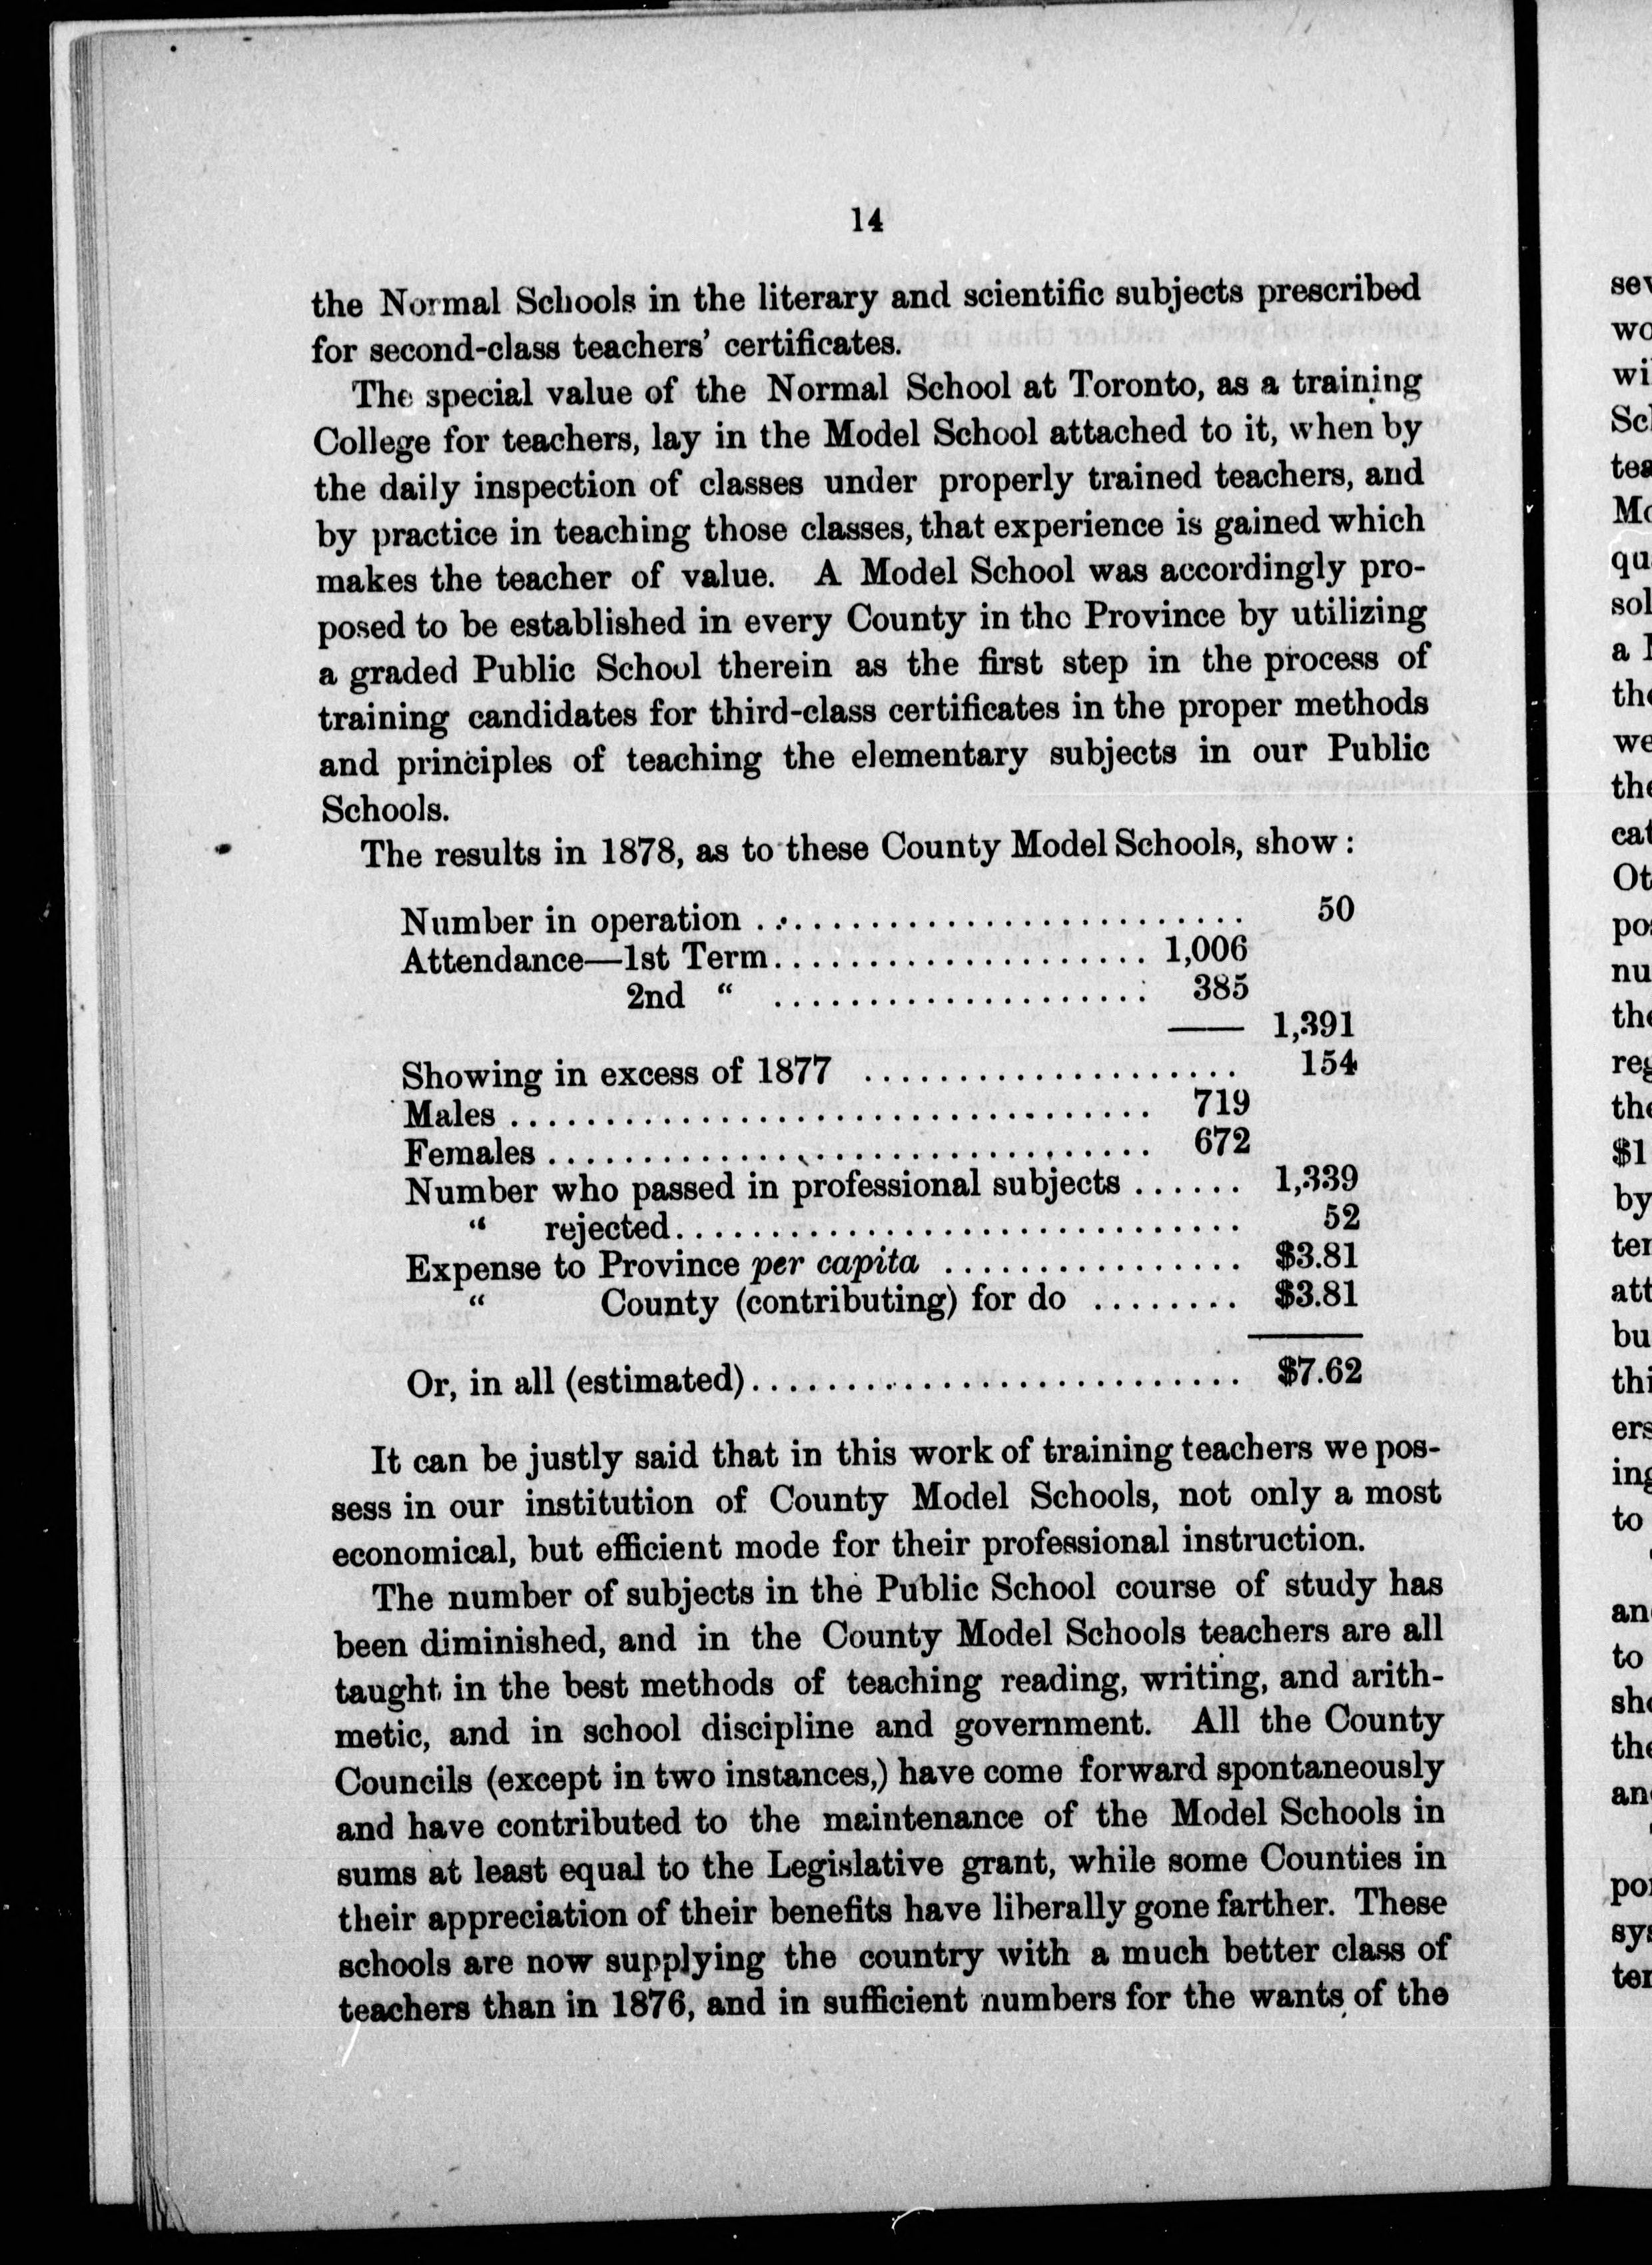 14
the Normal Schools in the literary and scientific subjects prescribed
for second-class teachers' certificates.
The special value of the Normal School at Toronto, as a training
College for teachers, lay in the Model School attached to it, when by
the daily inspection of classes under properly trained teachers, and
by practice in teaching those classes, that experience is gained which
makes the teacher of value. A Model School was accordingly pro-
posed to be established in every County in the Province by utilizing
a graded Public School therein as the first step in the process of
training candidates for third-class certificates in the proper methods
and principles of teaching the elementary subjects in our Public
Schools.
The results in 1878, as to these County Model Schools, show:
Number in operation .......................... 50
Attendance—1st Term.................... 1,006
2nd “ .................... 385
—— 1,391
Showing in excess of 1877 .................... 154
Males .................................. 719
Females ................................ 672
Number who passed in professional subjects ...... 1,339
“ rejected.............................. 52
Expense to Province per capita ................ $3.81
“ County (contributing) for do ........ $3.81
Or, in all (estimated).......................... $7.62
It can be justly said that in this work of training teachers we pos-
sess in our institution of County Model Schools, not only a most
economical, but efficient mode for their professional instruction.
The number of subjects in the Public School course of study has
been diminished, and in the County Model Schools teachers are all
taught in the best methods of teaching reading, writing, and arith-
metic, and in school discipline and government. All the County
Councils (except in two instances,) have come forward spontaneously
and have contributed to the maintenance of the Model Schools in
sums at least equal to the Legislative grant, while some Counties in
their appreciation of their benefits have liberally gone farther. These
schools are now supplying the country with a much better class of
teachers than in 1876, and in sufficient numbers for the wants of the